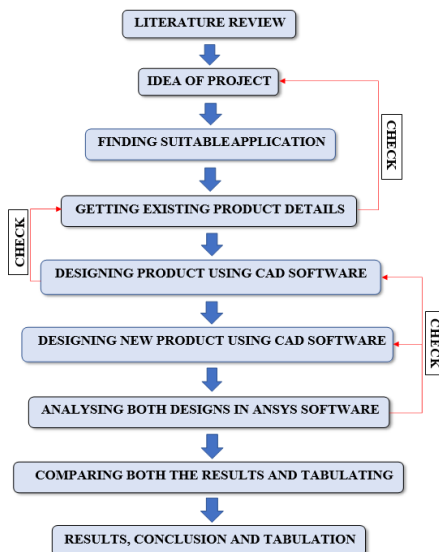 LITERATURE REVIEW
IDEA OF PROJECT
FINDING SUITABLE APPLICATION
CHECK
GETTING EXISTING PRODUCT DETAILS
CHECK
DESIGNING PRODUCT USING CAD SOFTWARE
DESIGNING NEW PRODUCT USING CAD SOFTWARE
CHECK
ANALYSING BOTH DESIGNS IN ANSYS SOFTWARE
COMPARING BOTH THE RESULTS AND TABULATING
RESULTS, CONCLUSION AND TABULATION